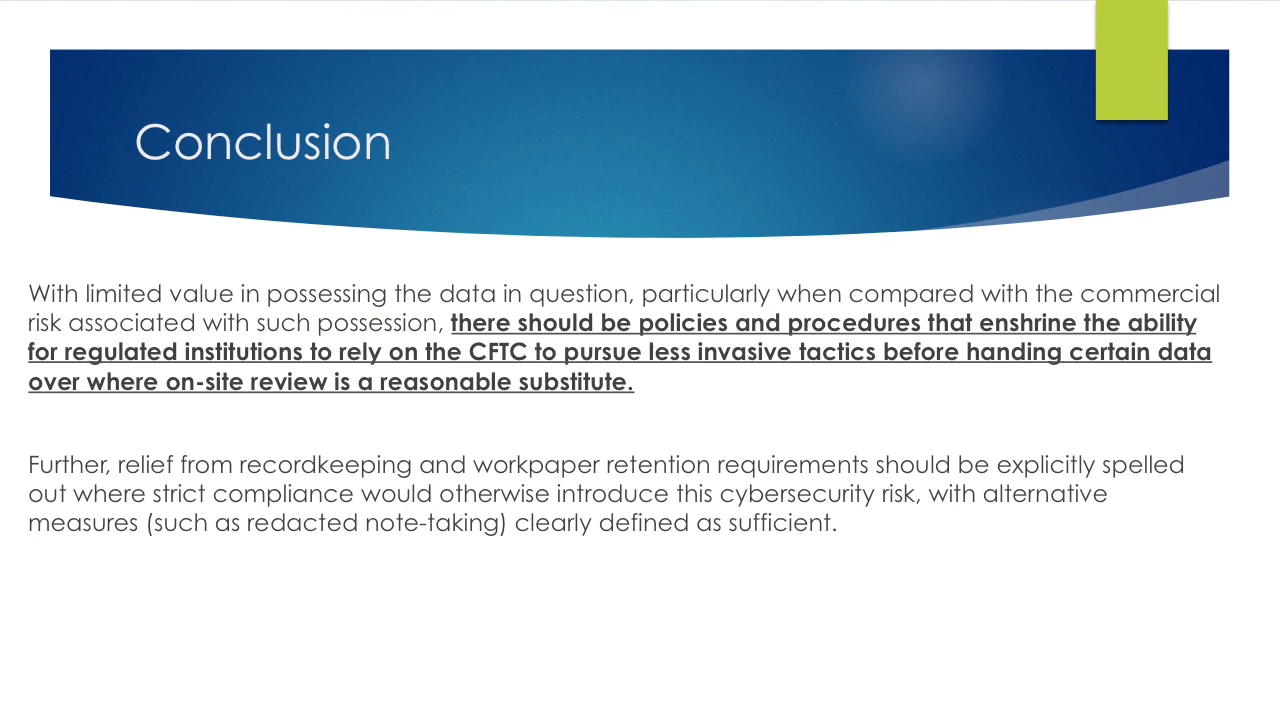 Conclusion
With limited value in possessing the data in question, particularly when compared with the commercial
risk associated with such possession, there should be policies and procedures that enshrine the ability
for regulated institutions to rely on the CFTC to pursue less invasive tactics before handing certain data
over where on-site review is a reasonable substitute.
Further, relief from recordkeeping and workpaper retention requirements should be explicitly spelled
out where strict compliance would otherwise introduce this cybersecurity risk, with alternative
measures (such as redacted note-taking) clearly defined as sufficient.